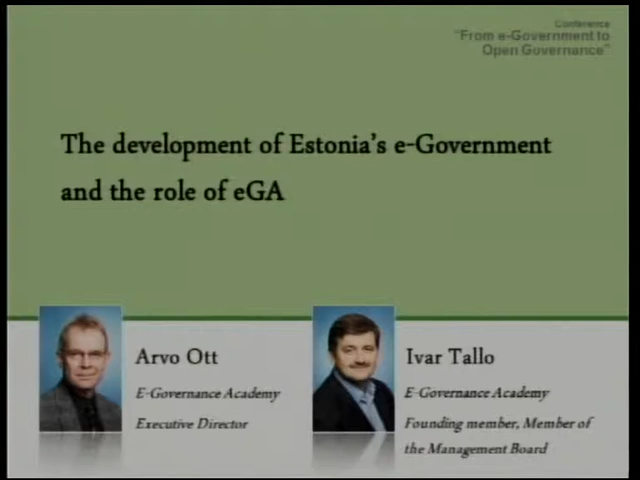 Conference
"From e-Government to
Open Governance"
The development of Estonia's e-Government
and the role of eGA
Arvo Ott
E-Governance Academy
Executive Director
Ivar Tallo
E-Governance Academy
Founding member, Member of
the Management Board